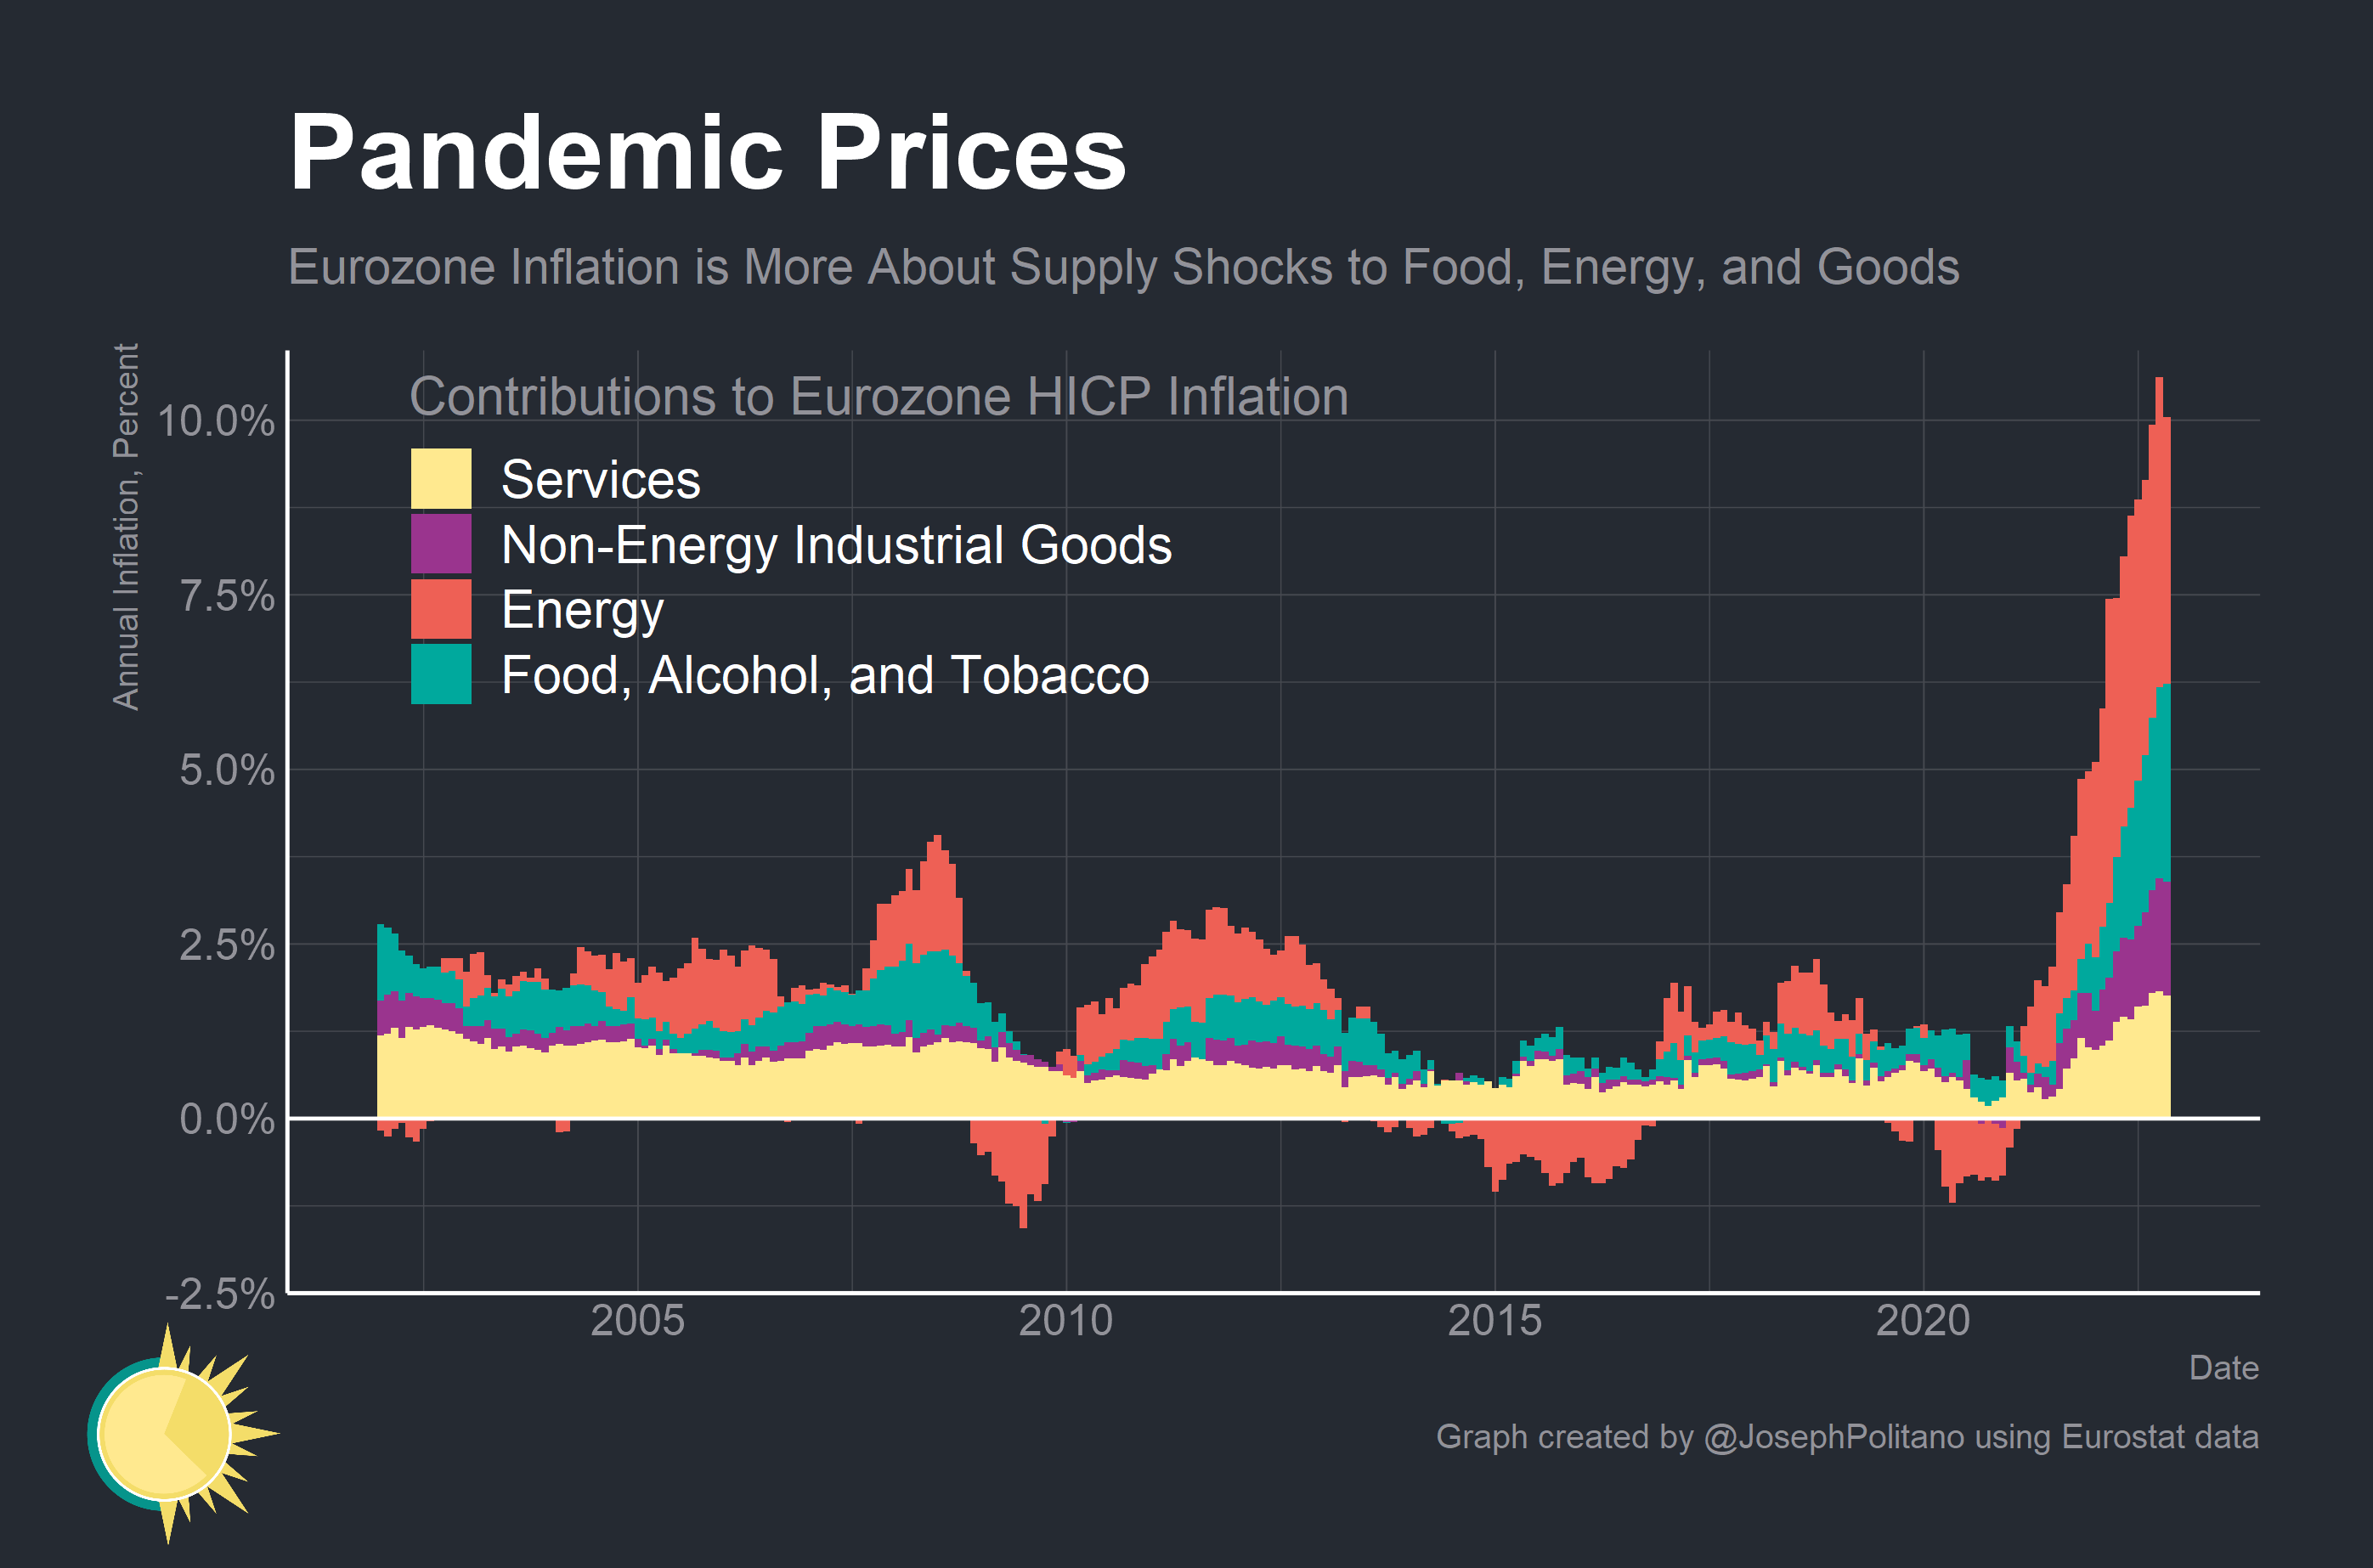 Pandemic Prices
Eurozone Inflation is More About Supply Shocks to Food, Energy, and Goods
Annual Inflation, Percent
Contributions to Eurozone HICP Inflation
Services
Non-Energy Industrial Goods
Energy
Food, Alcohol, and Tobacco
10.0%
7.5%
5.0%
2.5%
0.0%
-2.5%
2005
2010
2015
2020
Date
Graph created by @JosephPolitano using Eurostat data